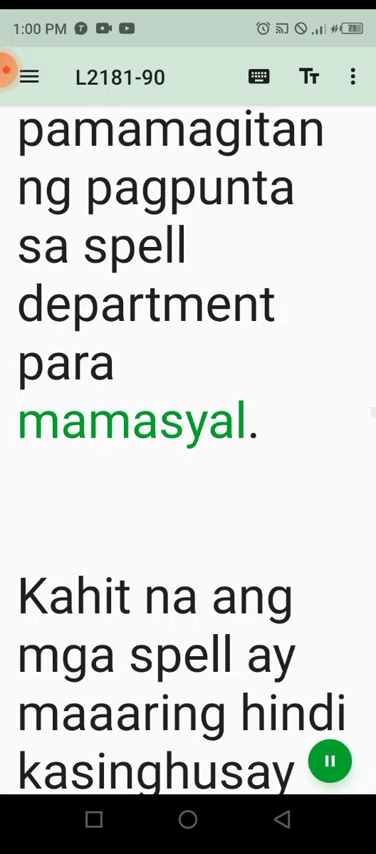 1:00 PM
L2181-90
pamamagitan
ng pagpunta
sa spell
department
para
mamasyal.
Kahit na ang
mga spell ay
maaaring hindi
kasinghusay